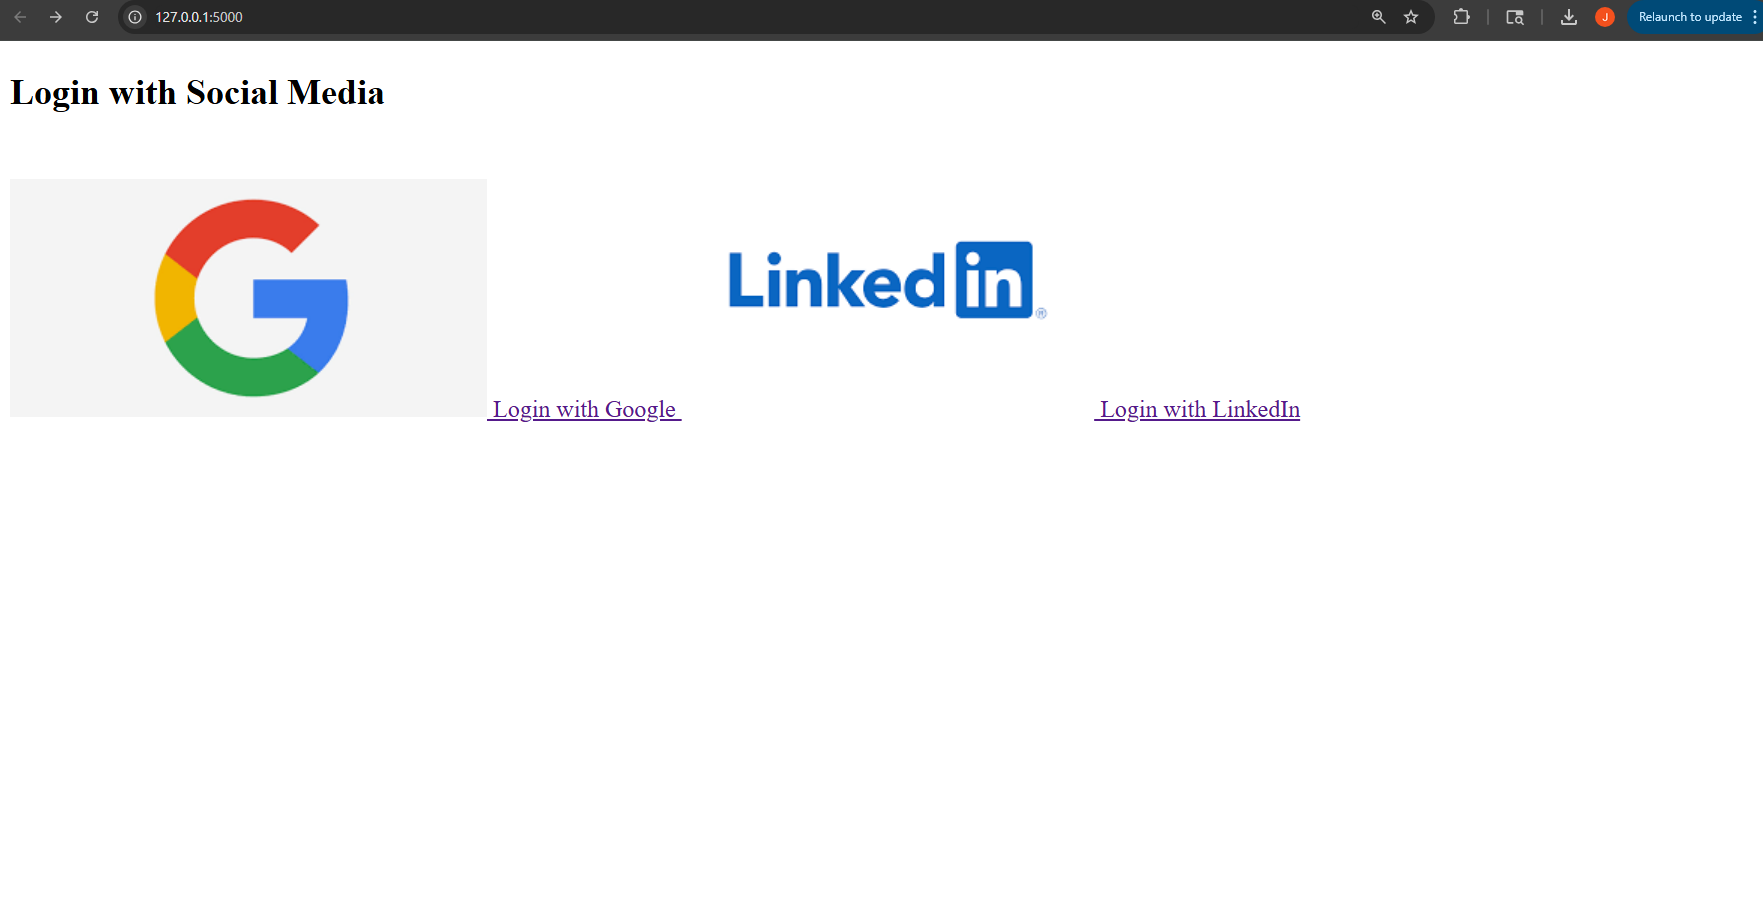 127.0.0.1:5000
J
Relaunch to update
Login with Social Media
G
Linked in ®
Login with Google
Login with LinkedIn